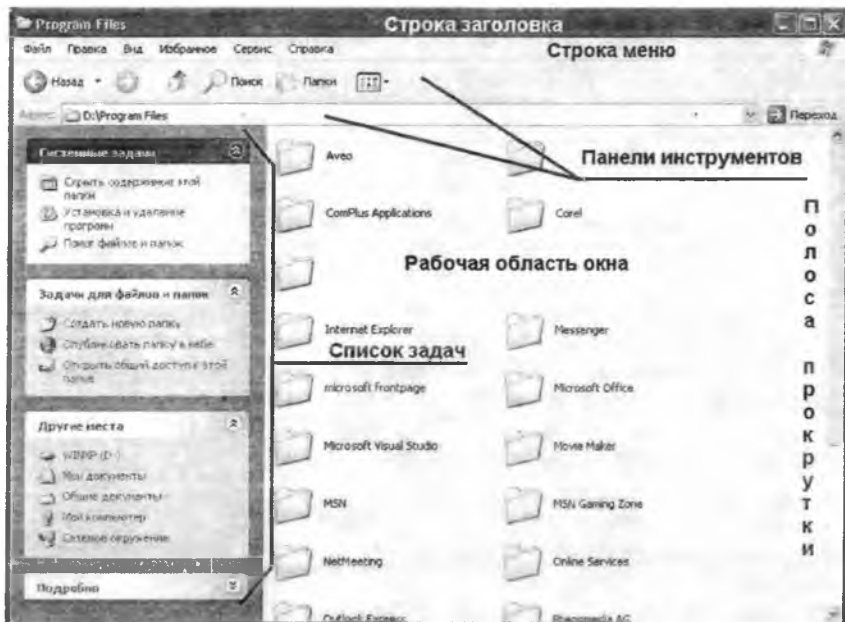 Program Files
Строка заголовка
Файл Правка Вид Избранное Сервис Справка
Строка меню
Назад Поиск Папки
Адрес: D:\Program Files Переход
Системные задачи
Скрыть содержимое этой
папки
Установка и удаление
программ
Поиск файлов и папок
Задачи для файлов и папок
Создать новую папку
Опубликовать папку в вебе
Открыть общий доступ к этой
папке
Другие места
WINXP (D:)
Мои документы
Общие документы
Мой компьютер
Сетевое окружение
Подробно
Список задач
Aveo
Панели инструментов
ComPlus Applications
Corel
Рабочая область окна
Internet Explorer
Messenger
microsoft frontpage
Microsoft Office
Microsoft Visual Studio
Movie Maker
MSN
MSN Gaming Zone
NetMeeting
Online Services
Outlook Express
Phenomedia AG
Полоса прокрутки